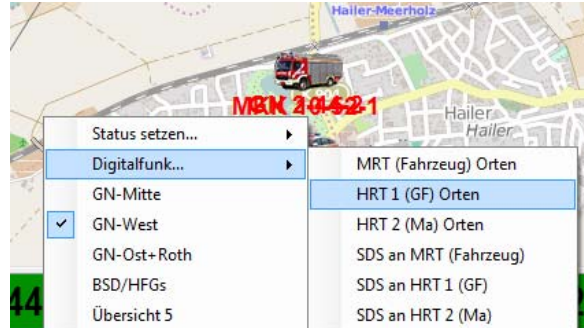 Hailer-Meerholz
Hailer
Hailer
Status setzen...
Digitalfunk...
GN-Mitte
GN-West
GN-Ost+Roth
BSD/HFGs
Übersicht 5
MRT (Fahrzeug) Orten
HRT 1 (GF) Orten
HRT 2 (Ma) Orten
SDS an MRT (Fahrzeug)
SDS an HRT 1 (GF)
SDS an HRT 2 (Ma)
44